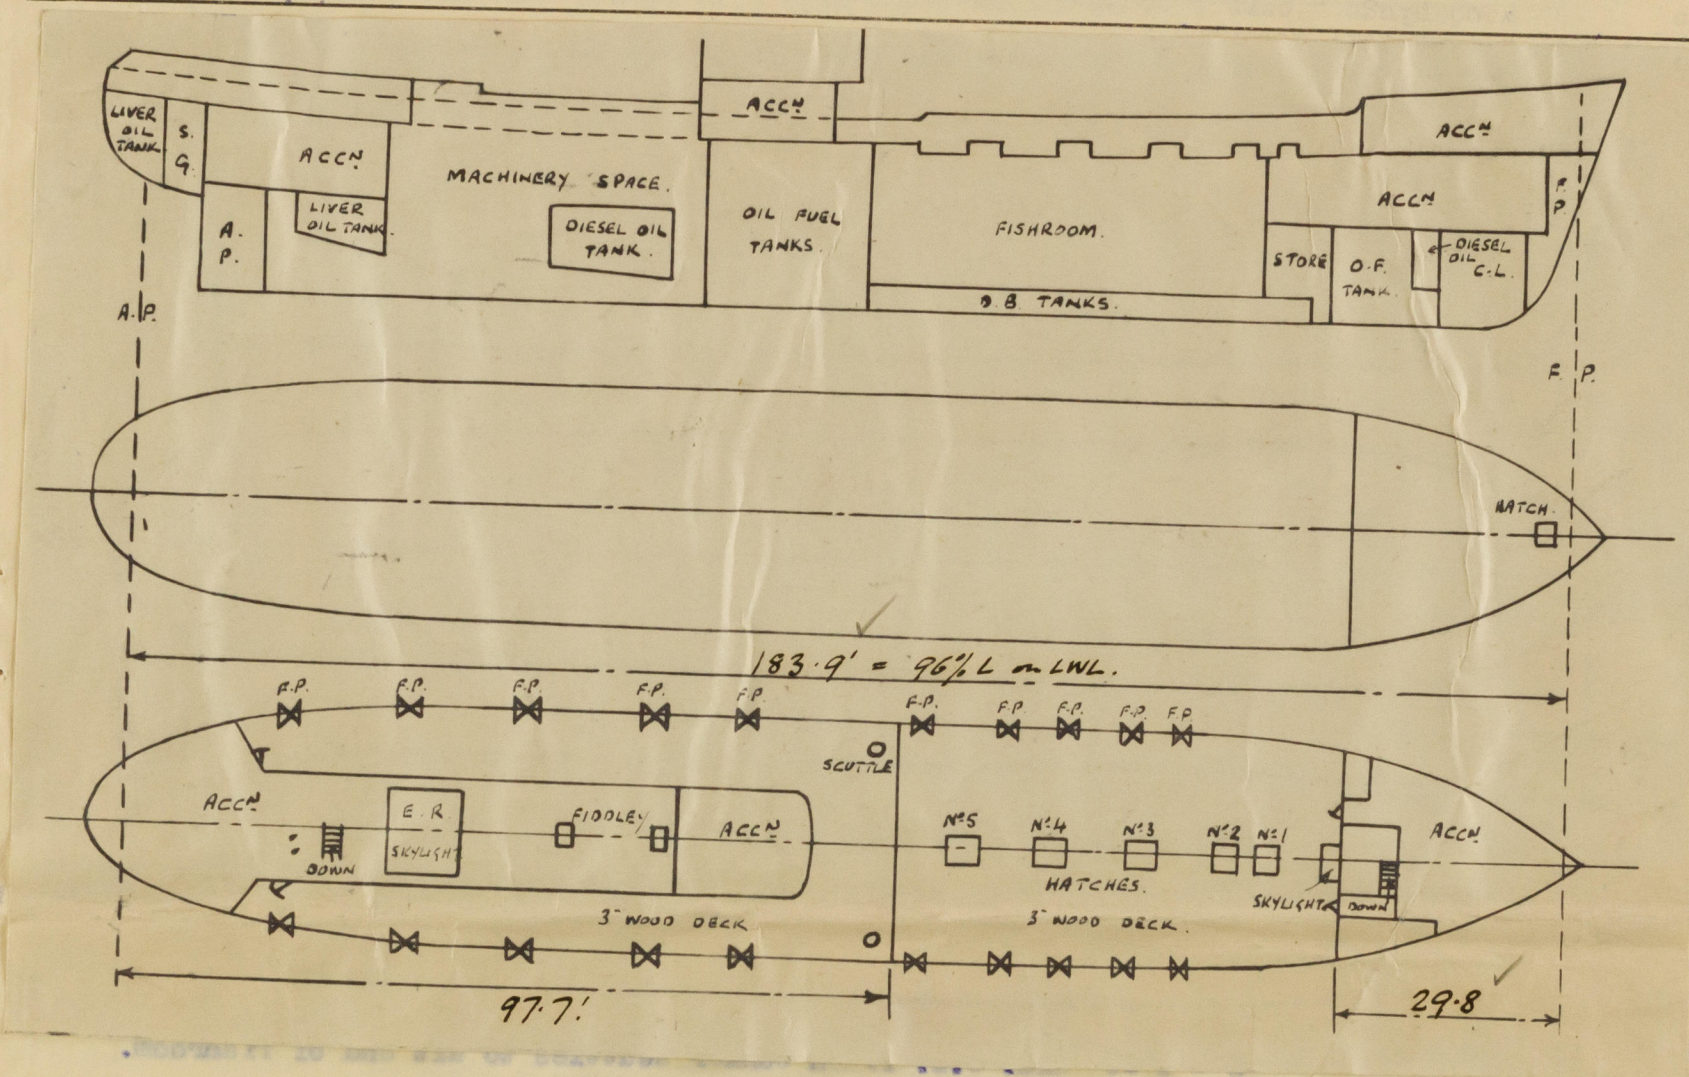 ACCᴺ
LIVER
OIL
TANK
S.
G.
ACCᴺ
MACHINERY SPACE.
LIVER
OIL TANK.
A.
P.
DIESEL OIL
TANK.
OIL FUEL
TANKS.
FISHROOM.
D.B TANKS.
ACCᴺ
ACCᴺ
F.
P.
STORE
O.F.
TANK.
DIESEL
OIL
C.L.
A.P.
F.P.
HATCH.
183.9' = 96% L on LWL.
F.P. F.P. F.P. F.P. F.P. F.P. F.P. F.P. F.P. F.P.
SCUTTLE
ACCᴺ
DOWN
E.R.
SKYLIGHT
FIDDLEY
ACCᴺ
Nº5 Nº4 Nº3 Nº2 Nº1
HATCHES.
SKYLIGHT
DOWN
ACCᴺ
3" WOOD DECK
3" WOOD DECK.
97.7'
29.8